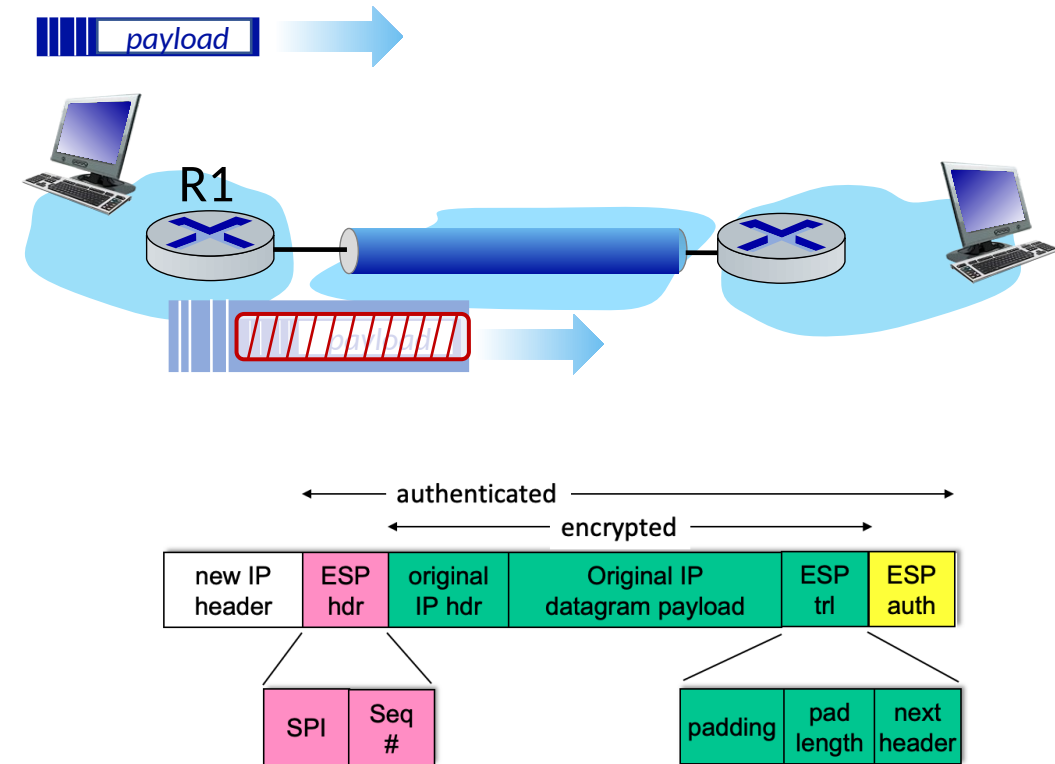 payload
R1
payload
authenticated
encrypted
new IP
header
ESP
hdr
original
IP hdr
Original IP
datagram payload
ESP
trl
ESP
auth
SPI
Seq
#
padding
pad
length
next
header